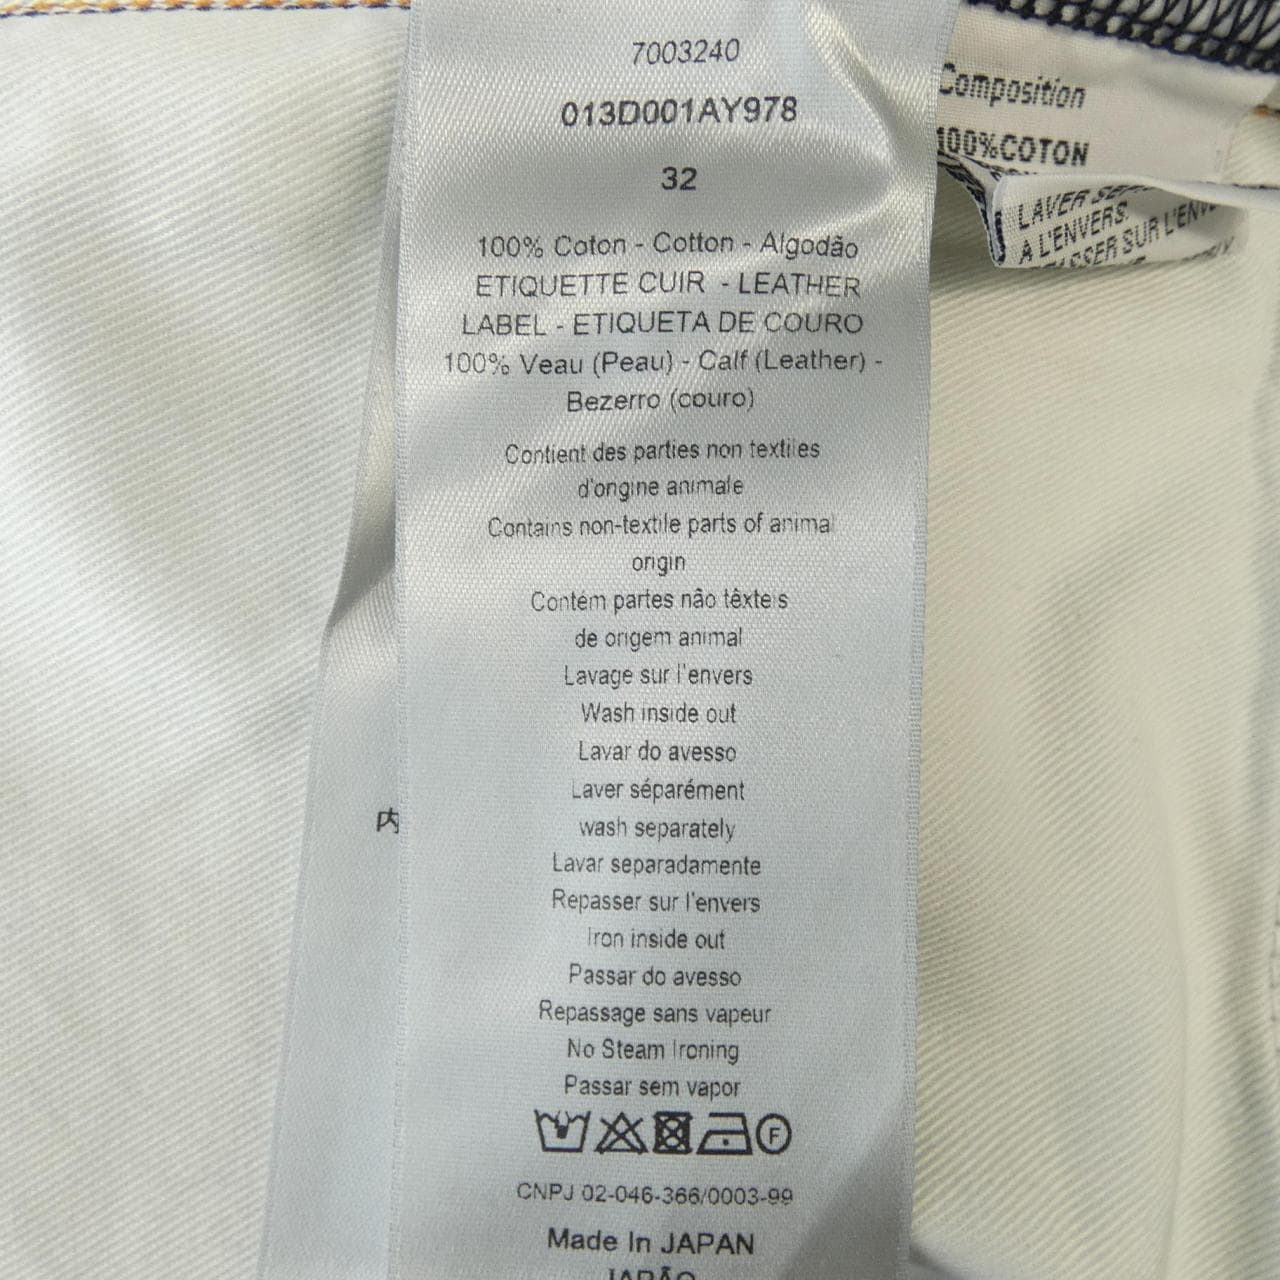 7003240
013D001AY978
32
100% Coton - Cotton - Algodão
ETIQUETTE CUIR - LEATHER
LABEL - ETIQUETA DE COURO
100% Veau (Peau) - Calf (Leather) -
Bezerro (couro)
Contient des parties non textiles
d'origine animale
Contains non-textile parts of animal
origin
Contém partes não têxteis
de origem animal
Lavage sur l'envers
Wash inside out
Lavar do avesso
Laver séparément
wash separately
Lavar separadamente
Repasser sur l'envers
Iron inside out
Passar do avesso
Repassage sans vapeur
No Steam Ironing
Passar sem vapor
F
CNPJ 02-046-366/0003-99
Made In JAPAN
JAPÃO
Composition
100%COTON
LAVER
A L'ENVERS.
SUR L'ENV
内